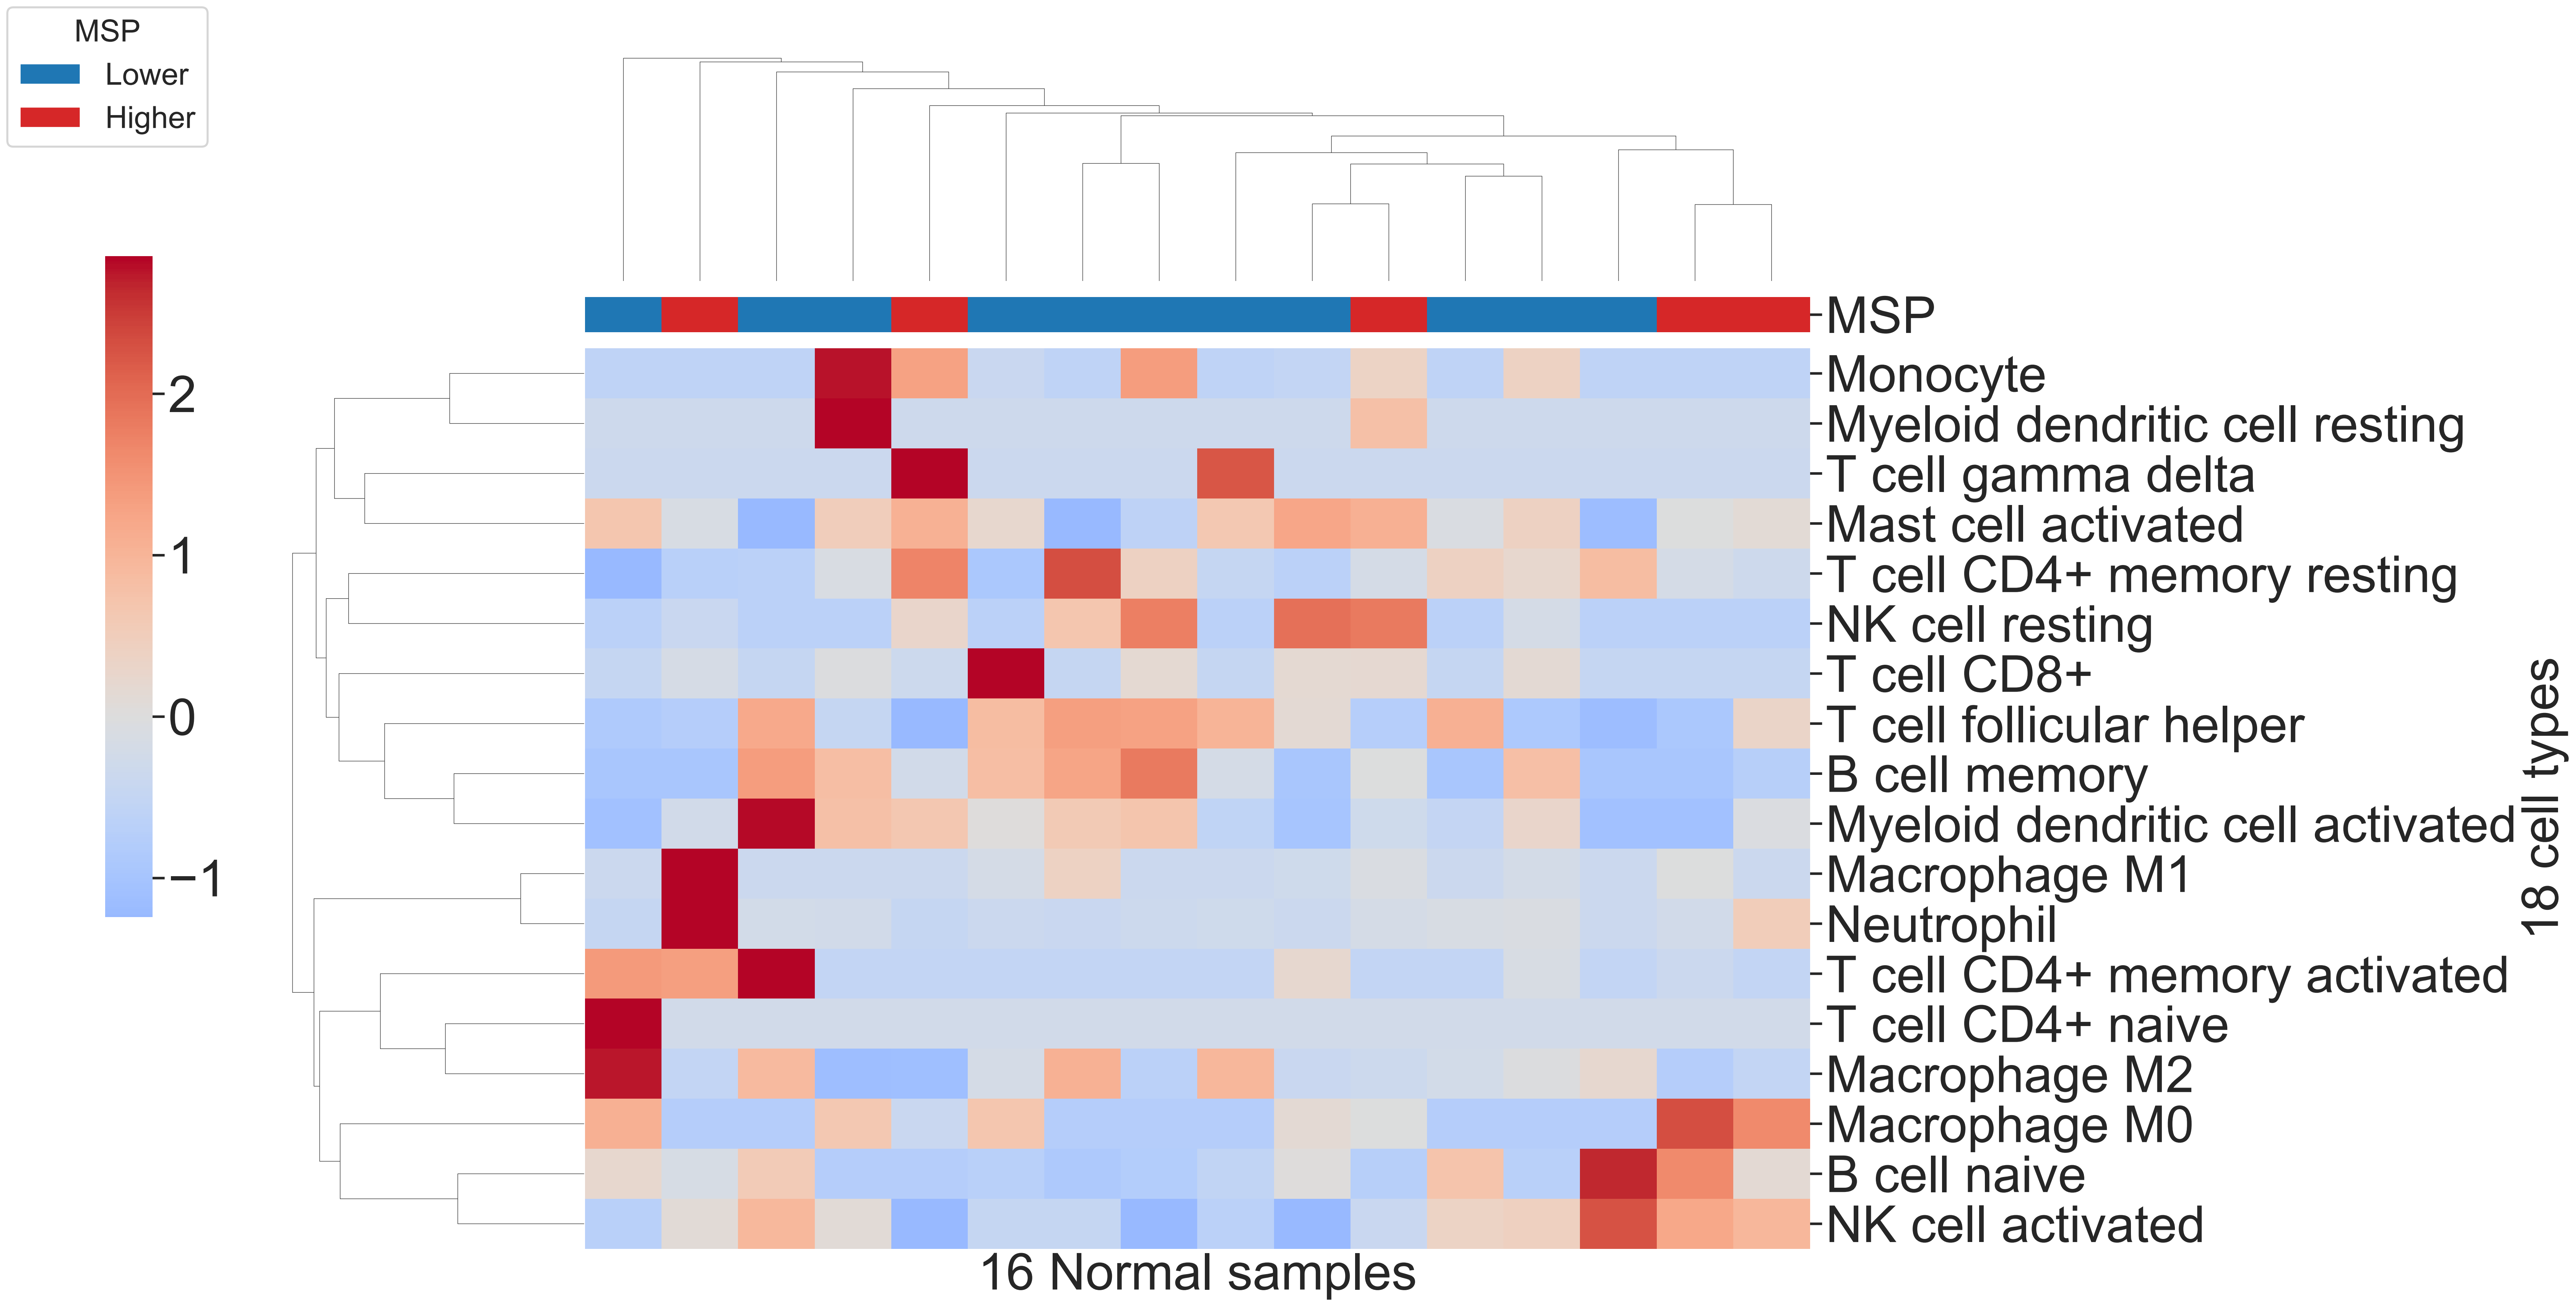 MSP
Lower
Higher
2
1
0
−1
MSP
Monocyte
Myeloid dendritic cell resting
T cell gamma delta
Mast cell activated
T cell CD4+ memory resting
NK cell resting
T cell CD8+
T cell follicular helper
B cell memory
Myeloid dendritic cell activated
Macrophage M1
Neutrophil
T cell CD4+ memory activated
T cell CD4+ naive
Macrophage M2
Macrophage M0
B cell naive
NK cell activated
18 cell types
16 Normal samples